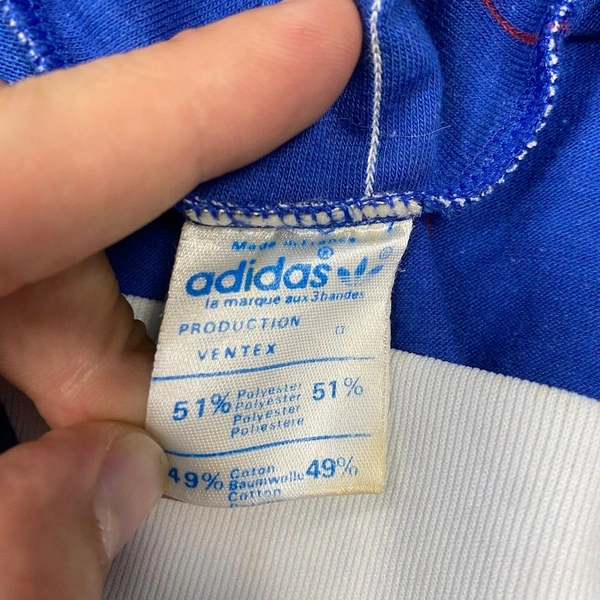 Made in France
adidas®
la marque aux 3 bandes
PRODUCTION
VENTEX
51% Polyester 51%
Polyester
Polyester
Poliestere
49% Coton 49%
Baumwolle
Cotton